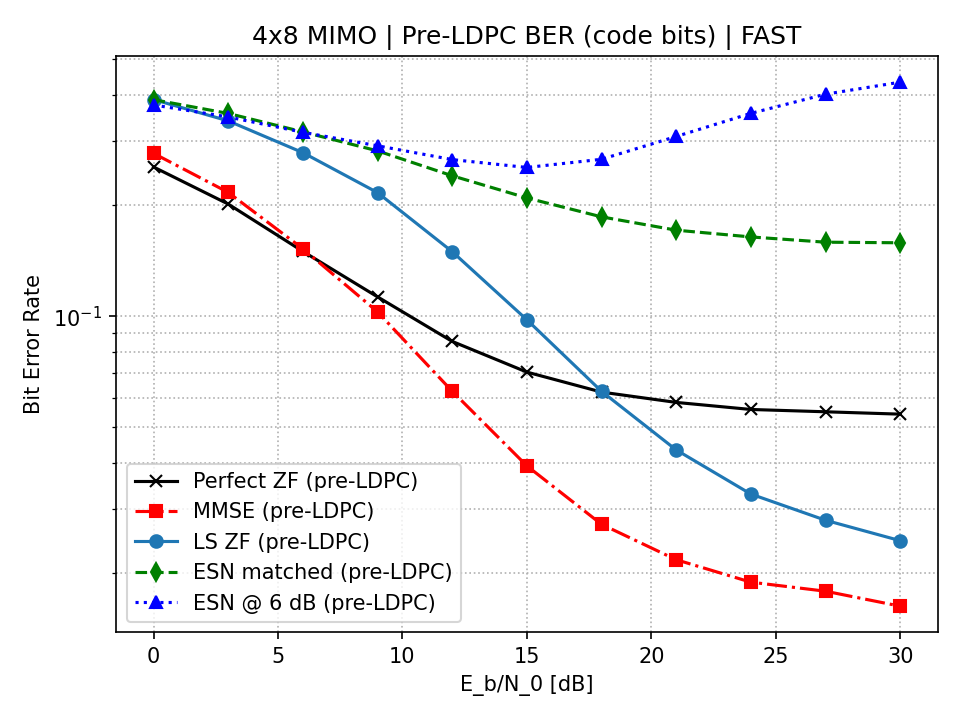 4x8 MIMO | Pre-LDPC BER (code bits) | FAST
Bit Error Rate
10⁻¹
Perfect ZF (pre-LDPC)
MMSE (pre-LDPC)
LS ZF (pre-LDPC)
ESN matched (pre-LDPC)
ESN @ 6 dB (pre-LDPC)
0 5 10 15 20 25 30
E_b/N_0 [dB]